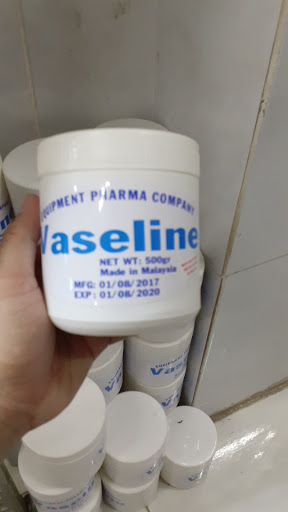 EQUIPMENT PHARMA COMPANY
Vaseline
NET WT: 500gr
Made in Malaysia
MFG: 01/08/2017
EXP: 01/08/2020